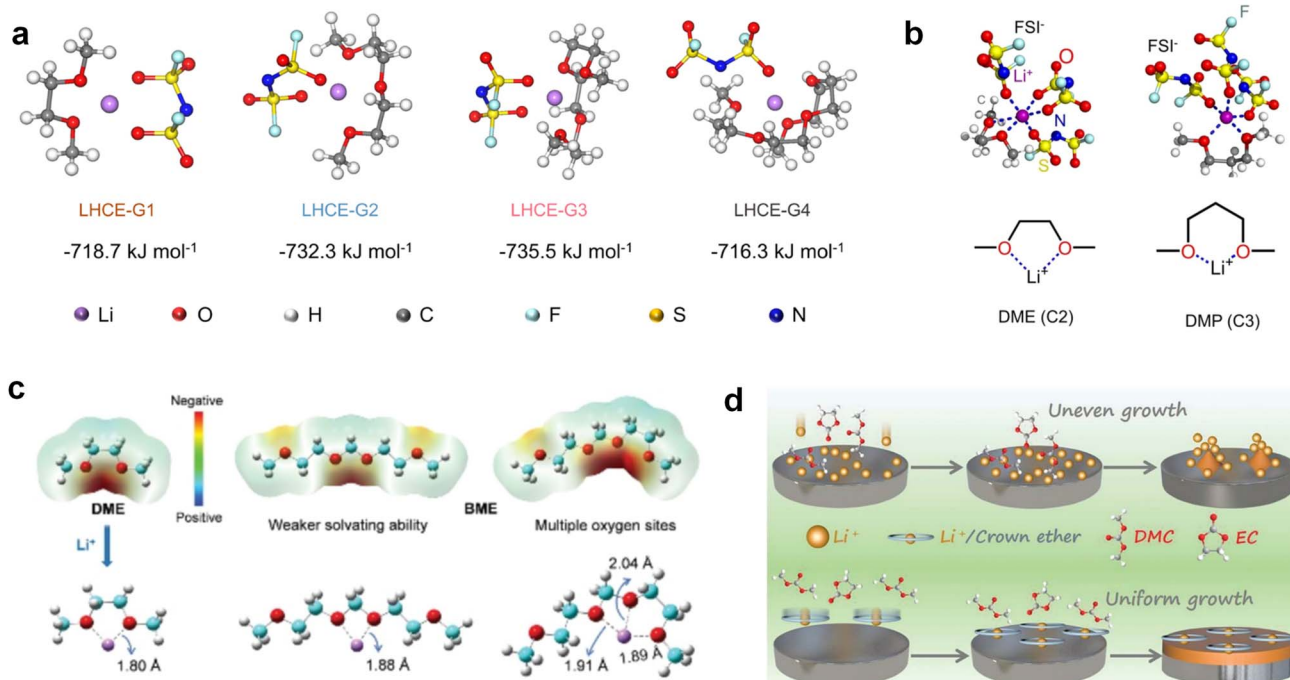 a
LHCE-G1
LHCE-G2
LHCE-G3
LHCE-G4
-718.7 kJ mol⁻¹
-732.3 kJ mol⁻¹
-735.5 kJ mol⁻¹
-716.3 kJ mol⁻¹
Li O H C F S N
b
FSI⁻
Li⁺
O
N
S
FSI⁻
F
O O
Li⁺
O O
Li⁺
DME (C2)
DMP (C3)
c
Negative
Positive
DME
Weaker solvating ability
BME
Multiple oxygen sites
Li⁺
1.80 Å
1.88 Å
2.04 Å
1.91 Å
1.89 Å
d
Uneven growth
Li⁺
Li⁺/Crown ether
DMC
EC
Uniform growth